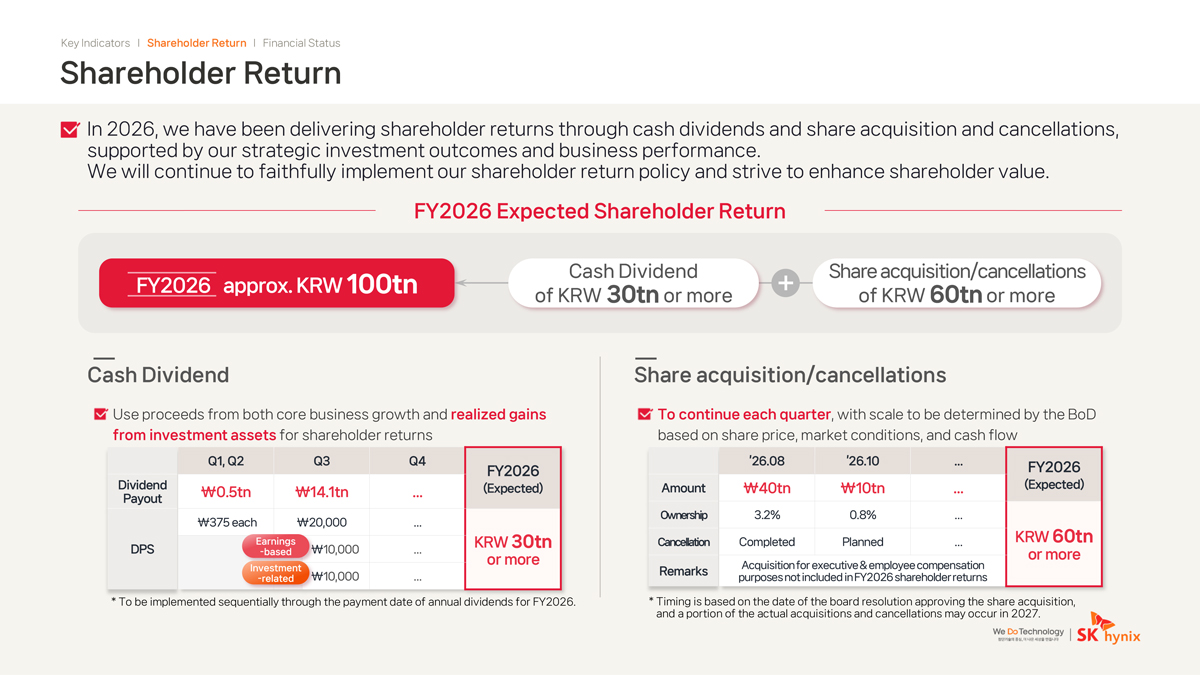 Key Indicators | Shareholder Return | Financial Status
Shareholder Return
In 2026, we have been delivering shareholder returns through cash dividends and share acquisition and cancellations,
supported by our strategic investment outcomes and business performance.
We will continue to faithfully implement our shareholder return policy and strive to enhance shareholder value.
FY2026 Expected Shareholder Return
FY2026 approx. KRW 100tn
Cash Dividend
of KRW 30tn or more
+
Share acquisition/cancellations
of KRW 60tn or more
Cash Dividend
Use proceeds from both core business growth and realized gains
from investment assets for shareholder returns
Q1, Q2 Q3 Q4 FY2026
(Expected)
Dividend
Payout
₩0.5tn ₩14.1tn ...
DPS
₩375 each ₩20,000 ...
Earnings
-based
₩10,000 ...
Investment
-related
₩10,000 ...
KRW 30tn
or more
* To be implemented sequentially through the payment date of annual dividends for FY2026.
Share acquisition/cancellations
To continue each quarter, with scale to be determined by the BoD
based on share price, market conditions, and cash flow
'26.08 '26.10 ... FY2026
(Expected)
Amount ₩40tn ₩10tn ...
Ownership 3.2% 0.8% ...
Cancellation Completed Planned ...
KRW 60tn
or more
Remarks
Acquisition for executive & employee compensation
purposes not included in FY2026 shareholder returns
* Timing is based on the date of the board resolution approving the share acquisition,
and a portion of the actual acquisitions and cancellations may occur in 2027.
We Do Technology
SK hynix